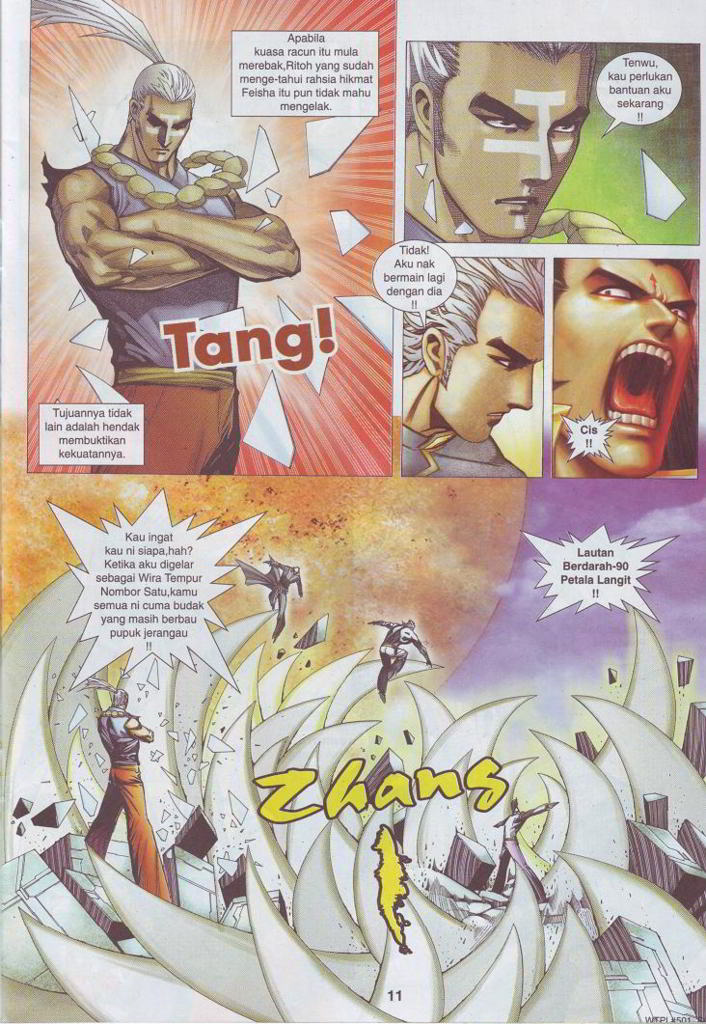 Apabila
kuasa racun itu mula
merebak,Ritoh yang sudah
menge-tahui rahsia hikmat
Feisha itu pun tidak mahu
mengelak.
Tang!
Tujuannya tidak
lain adalah hendak
membuktikan
kekuatannya.
Tenwu,
kau perlukan
bantuan aku
sekarang
!!
Tidak!
Aku nak
bermain lagi
dengan dia
!!
Cis
!!
Kau ingat
kau ni siapa,hah?
Ketika aku digelar
sebagai Wira Tempur
Nombor Satu,kamu
semua ni cuma budak
yang masih berbau
pupuk jerangau
!!
Lautan
Berdarah-90
Petala Langit
!!
Zhang
!
11